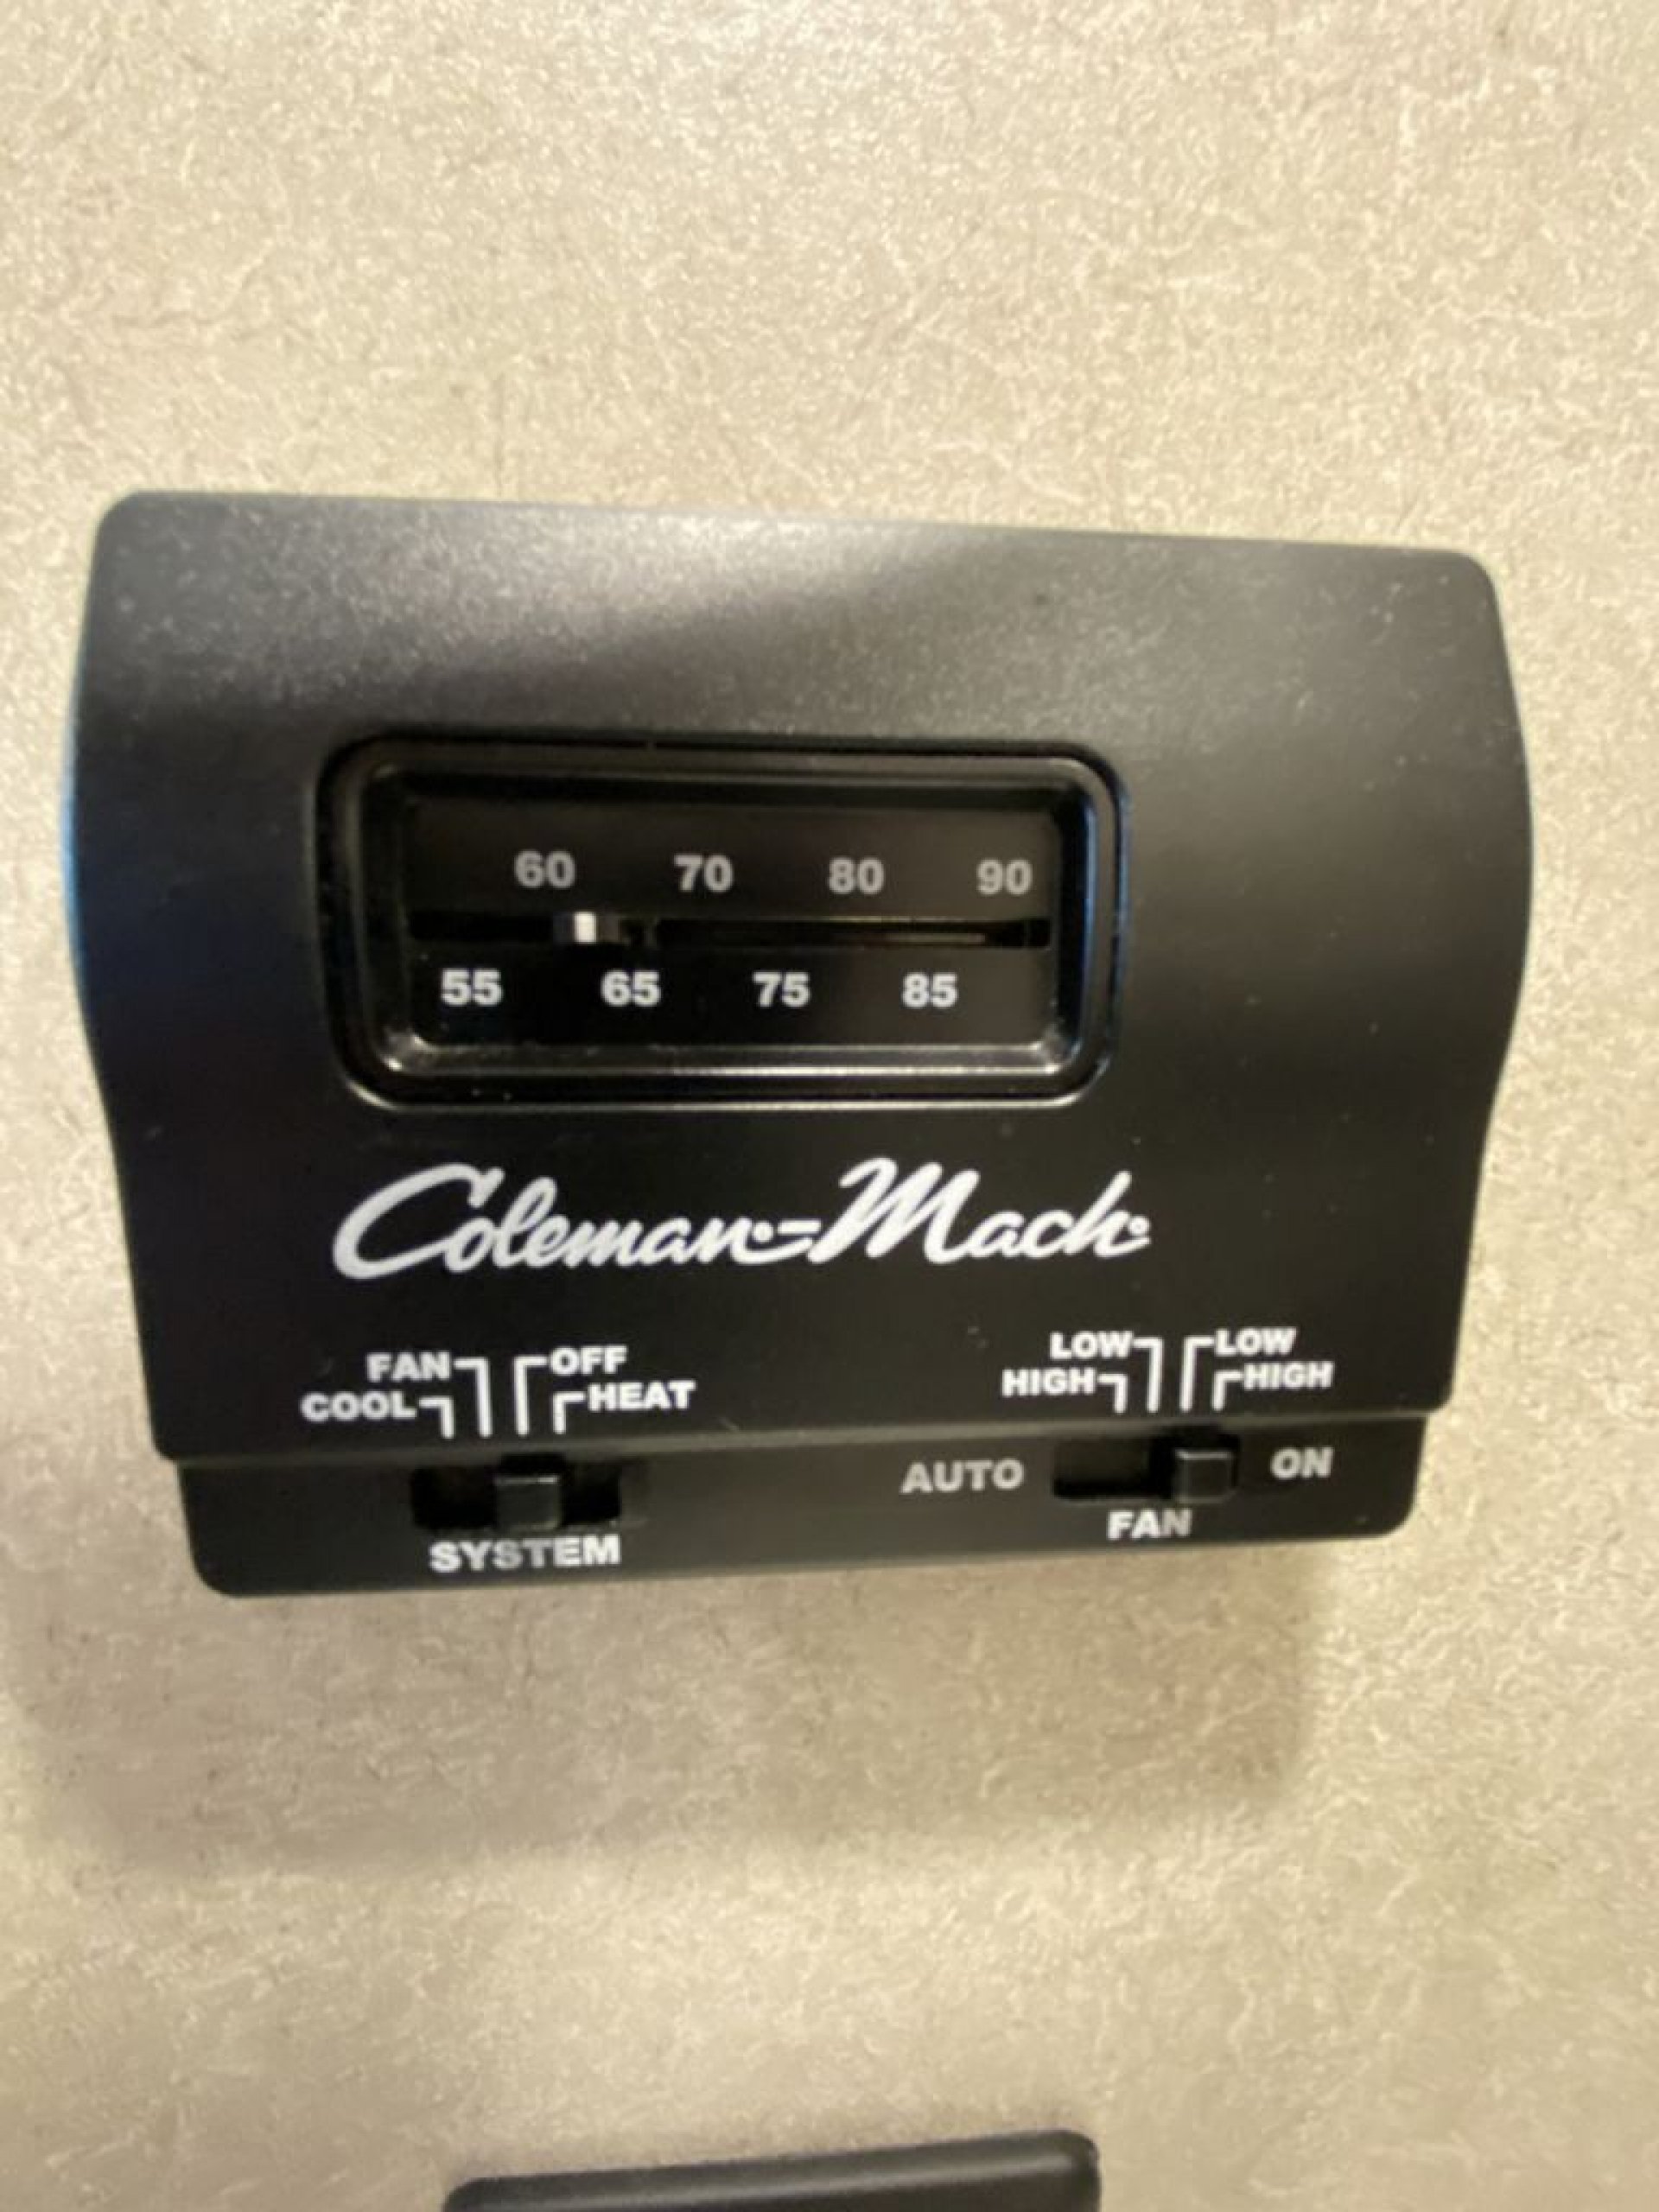 60 70 80 90
55 65 75 85
Coleman-Mach
FAN OFF
COOL HEAT
LOW LOW
HIGH HIGH
AUTO ON
SYSTEM
FAN